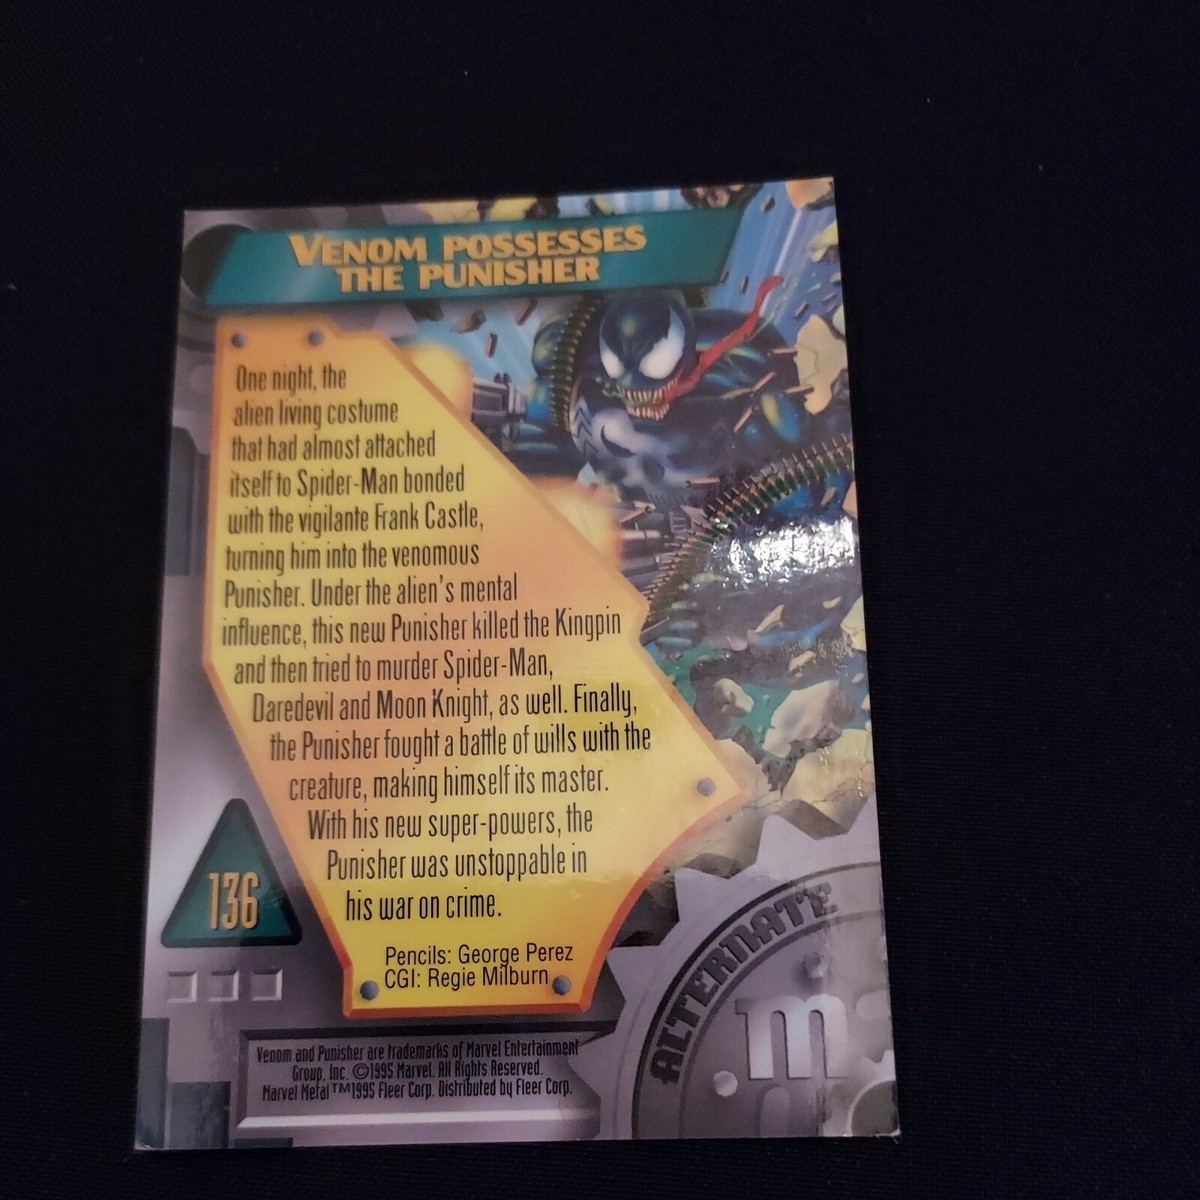 VENOM POSSESSES
THE PUNISHER
One night, the
alien living costume
that had almost attached
itself to Spider-Man bonded
with the vigilante Frank Castle,
turning him into the venomous
Punisher. Under the alien's mental
influence, this new Punisher killed the Kingpin
and then tried to murder Spider-Man,
Daredevil and Moon Knight, as well. Finally,
the Punisher fought a battle of wills with the
creature, making himself its master.
With his new super-powers, the
Punisher was unstoppable in
his war on crime.
136
Pencils: George Perez
CGI: Regie Milburn
ALTERNATE
m
Venom and Punisher are trademarks of Marvel Entertainment
Group, Inc. ©1995 Marvel. All Rights Reserved.
Marvel Metal™1995 Fleer Corp. Distributed by Fleer Corp.